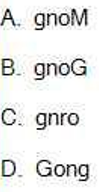 A. gnoM
B. gnoG
C. gnro
D. Gong